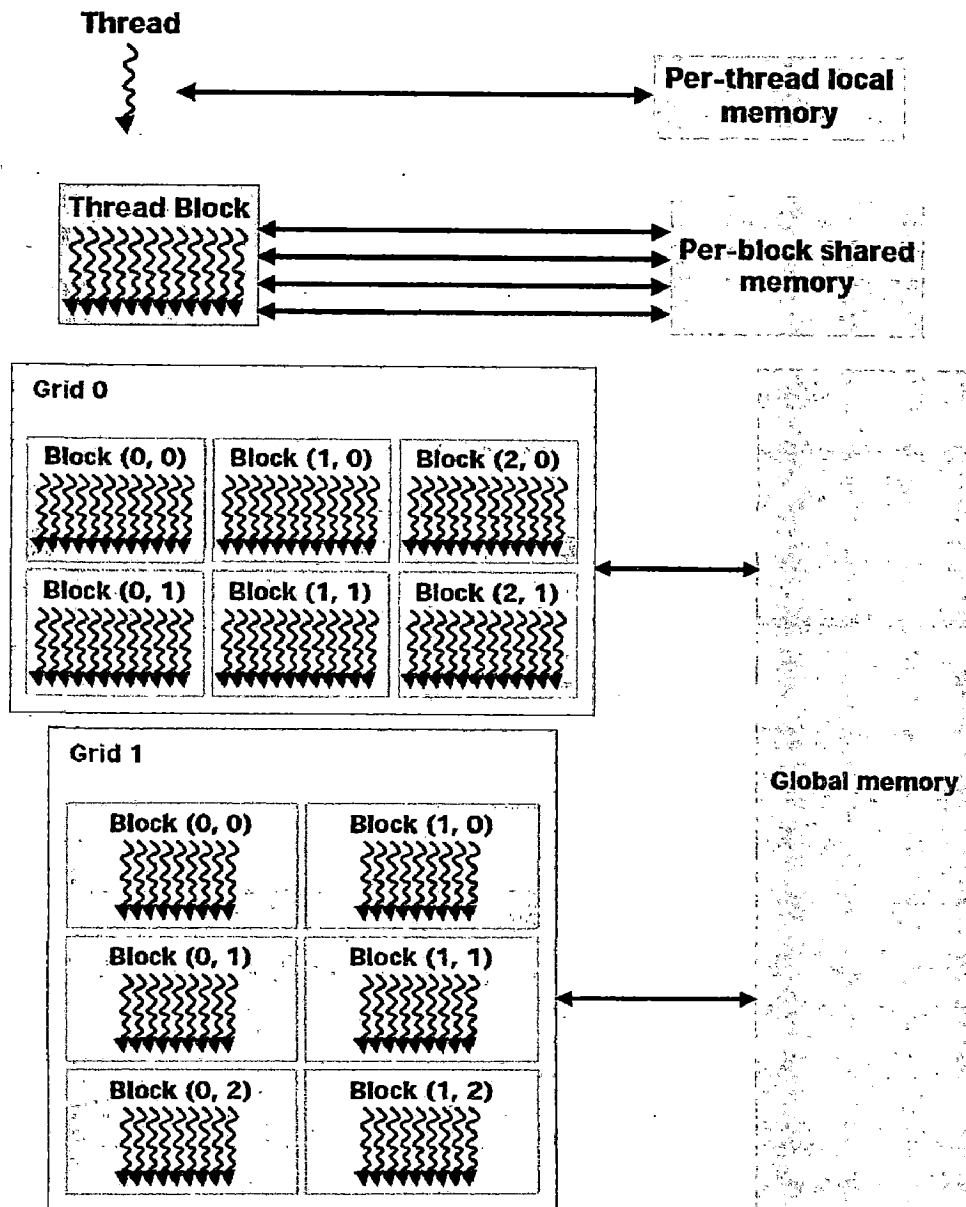 Thread
Per-thread local
memory
Thread Block
Per-block shared
memory
Grid 0
Block (0, 0)
Block (1, 0)
Block (2, 0)
Block (0, 1)
Block (1, 1)
Block (2, 1)
Global memory
Grid 1
Block (0, 0)
Block (1, 0)
Block (0, 1)
Block (1, 1)
Block (0, 2)
Block (1, 2)